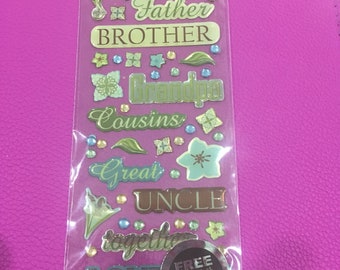 Father
BROTHER
Grandpa
Cousins
Great
UNCLE
together
FREE